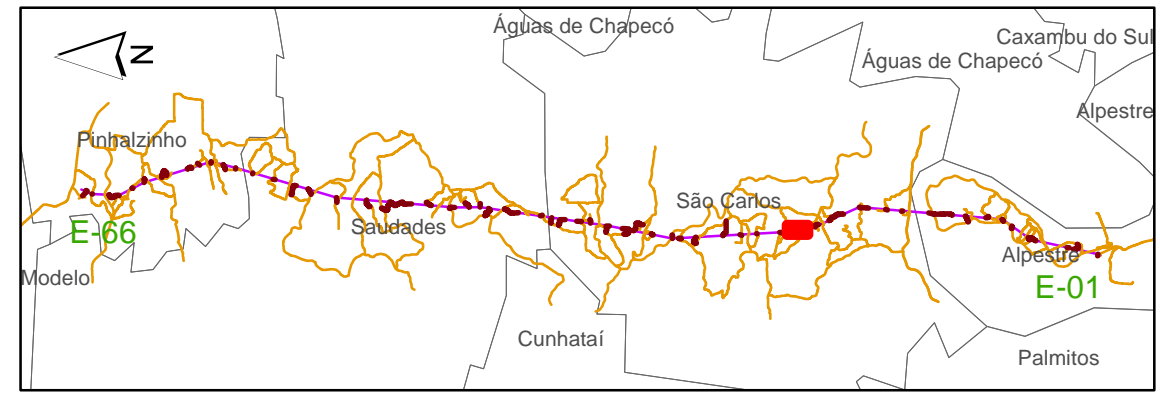 Águas de Chapecó
Caxambu do Sul
N
Águas de Chapecó
Alpestre
Pinhalzinho
São Carlos
Saudades
E-66
Alpestre
Modelo
E-01
Cunhataí
Palmitos